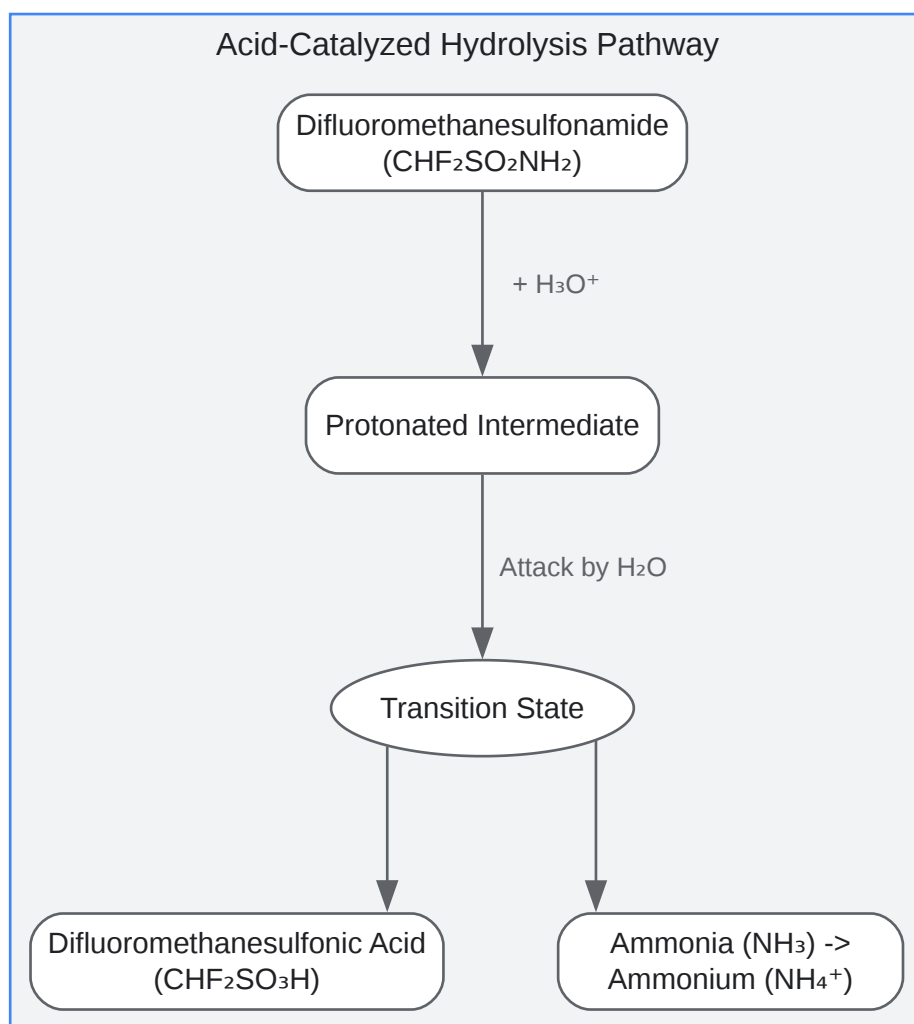 Acid-Catalyzed Hydrolysis Pathway
Difluoromethanesulfonamide
(CHF₂SO₂NH₂)
+ H₃O⁺
Protonated Intermediate
Attack by H₂O
Transition State
Difluoromethanesulfonic Acid
(CHF₂SO₃H)
Ammonia (NH₃) ->
Ammonium (NH₄⁺)